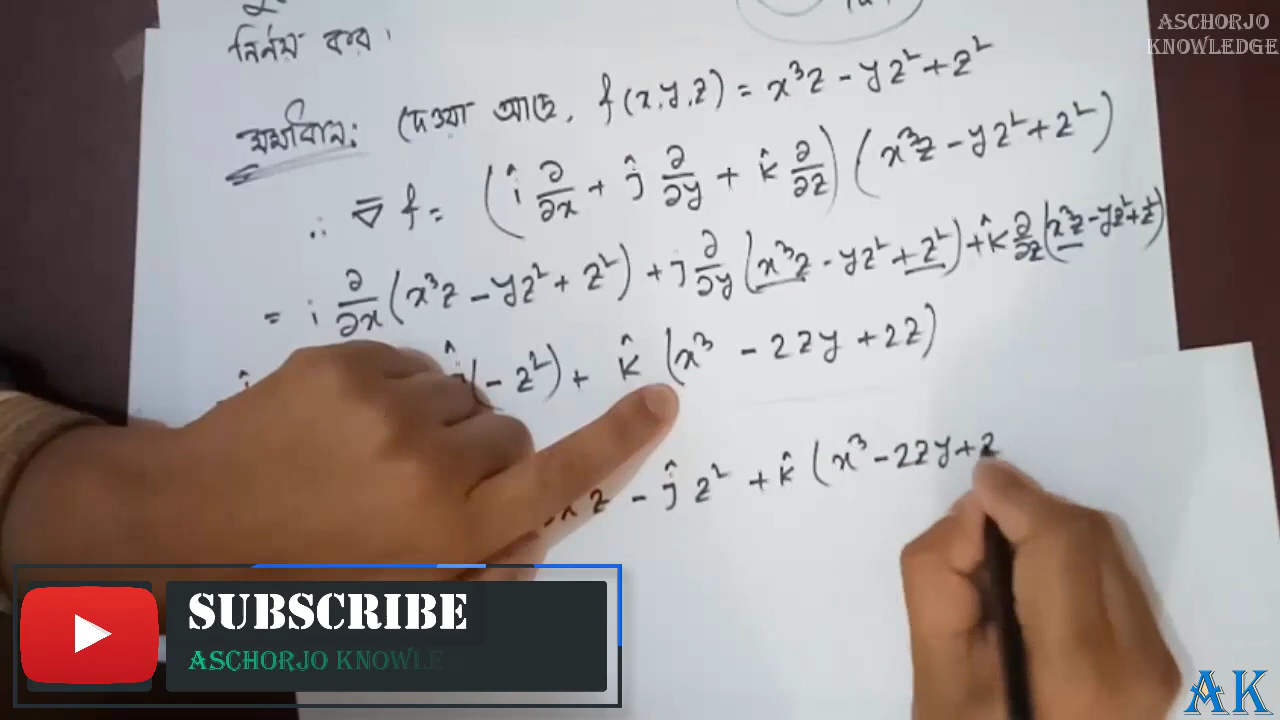 ASCHORJO
KNOWLEDGE
নির্ণয় কর।
সমাধান: দেওয়া আছে, f(x,y,z) = x³z - yz² + z²
∴ ∇̅ f = (î ∂/∂x + ĵ ∂/∂y + k̂ ∂/∂z) (x³z - yz² + z²)
= i ∂/∂x (x³z - yz² + z²) + j ∂/∂y (x³z - yz² + z²) + k̂ ∂/∂z (x³z - yz² + z²)
(- z²) + k̂ (x³ - 2zy + 2z)
z - ĵ z² + k̂ (x³ - 2zy + 2
SUBSCRIBE
ASCHORJO KNOWLE
AK